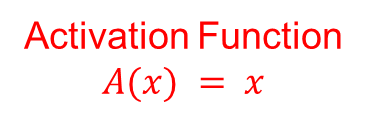 Activation Function
A(x) = x